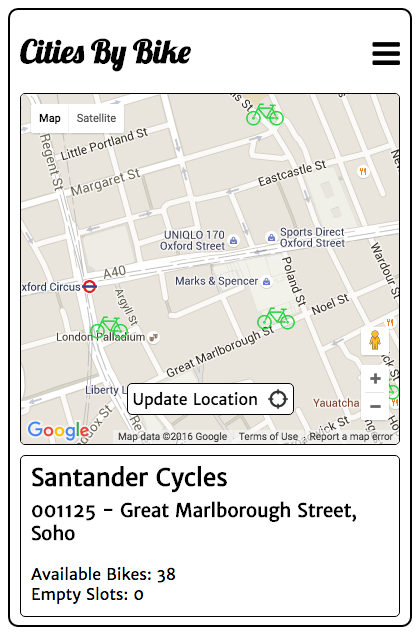 Cities By Bike
Map Satellite
Little Portland St
Regent St
Margaret St
Eastcastle St
UNIQLO 170
Oxford Street
Sports Direct
Oxford Street
A40
xford Circus
Marks & Spencer
Wardour St
Argyll St
Poland St
London Palladium
Noel St
Great Marlborough St
Liberty L
Update Location
Yauatcha
Google
Map data ©2016 Google Terms of Use Report a map error
Santander Cycles
001125 - Great Marlborough Street,
Soho
Available Bikes: 38
Empty Slots: 0